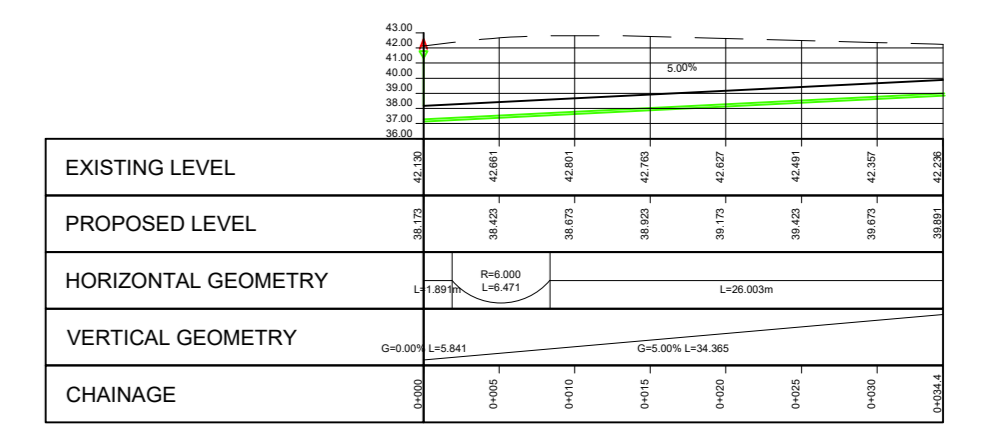 43.00
42.00
41.00
40.00
39.00
38.00
37.00
36.00
5.00%
EXISTING LEVEL 42.130 42.661 42.801 42.763 42.627 42.491 42.357 42.236
PROPOSED LEVEL 38.173 38.423 38.673 38.923 39.173 39.423 39.673 39.891
HORIZONTAL GEOMETRY L=1.891m R=6.000
L=6.471 L=26.003m
VERTICAL GEOMETRY G=0.00% L=5.841 G=5.00% L=34.365
CHAINAGE 0+000 0+005 0+010 0+015 0+020 0+025 0+030 0+034.4